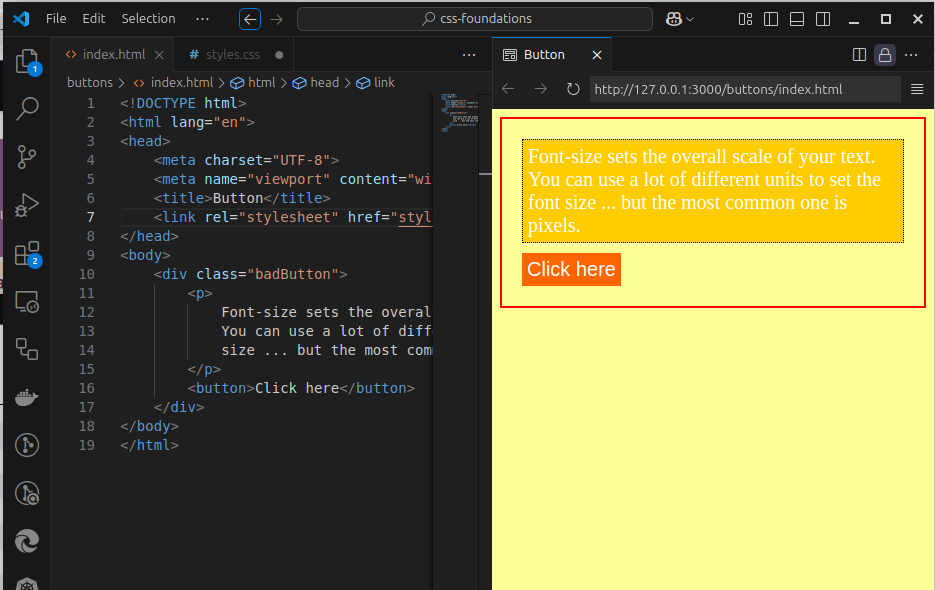 File Edit Selection ··· css-foundations
index.html styles.css ···
buttons > index.html > html > head > link
1 <!DOCTYPE html>
2 <html lang="en">
3 <head>
4 <meta charset="UTF-8">
5 <meta name="viewport" content="wi
6 <title>Button</title>
7 <link rel="stylesheet" href="styl
8 </head>
9 <body>
10 <div class="badButton">
11 <p>
12 Font-size sets the overal
13 You can use a lot of diff
14 size ... but the most com
15 </p>
16 <button>Click here</button>
17 </div>
18 </body>
19 </html>
1
2
Button ···
http://127.0.0.1:3000/buttons/index.html
Font-size sets the overall scale of your text.
You can use a lot of different units to set the
font size ... but the most common one is
pixels.
Click here